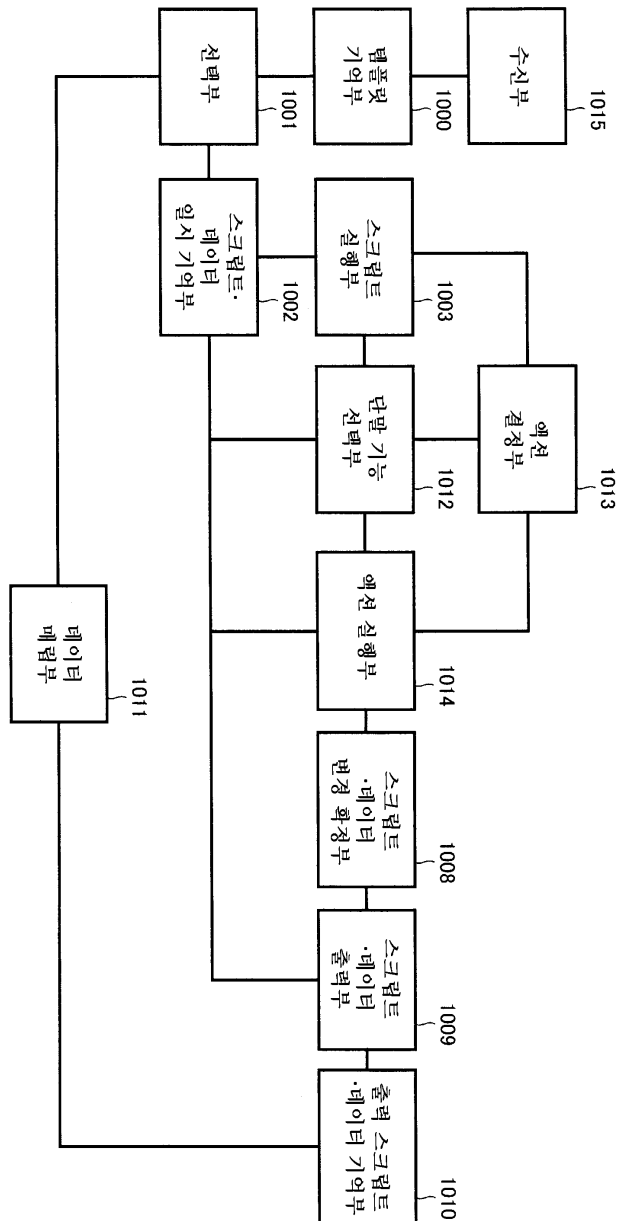 수신부
1015
템플릿
기억부
1000
선택부
1001
스크립트·
데이터
일시 기억부
1002
스크립트
실행부
1003
액션
결정부
1013
단말 기능
선택부
1012
액션 실행부
1014
스크립트
·데이터
변경 확정부
1008
스크립트
·데이터
출력부
1009
출력 스크립트
·데이터 기억부
1010
데이터
매립부
1011